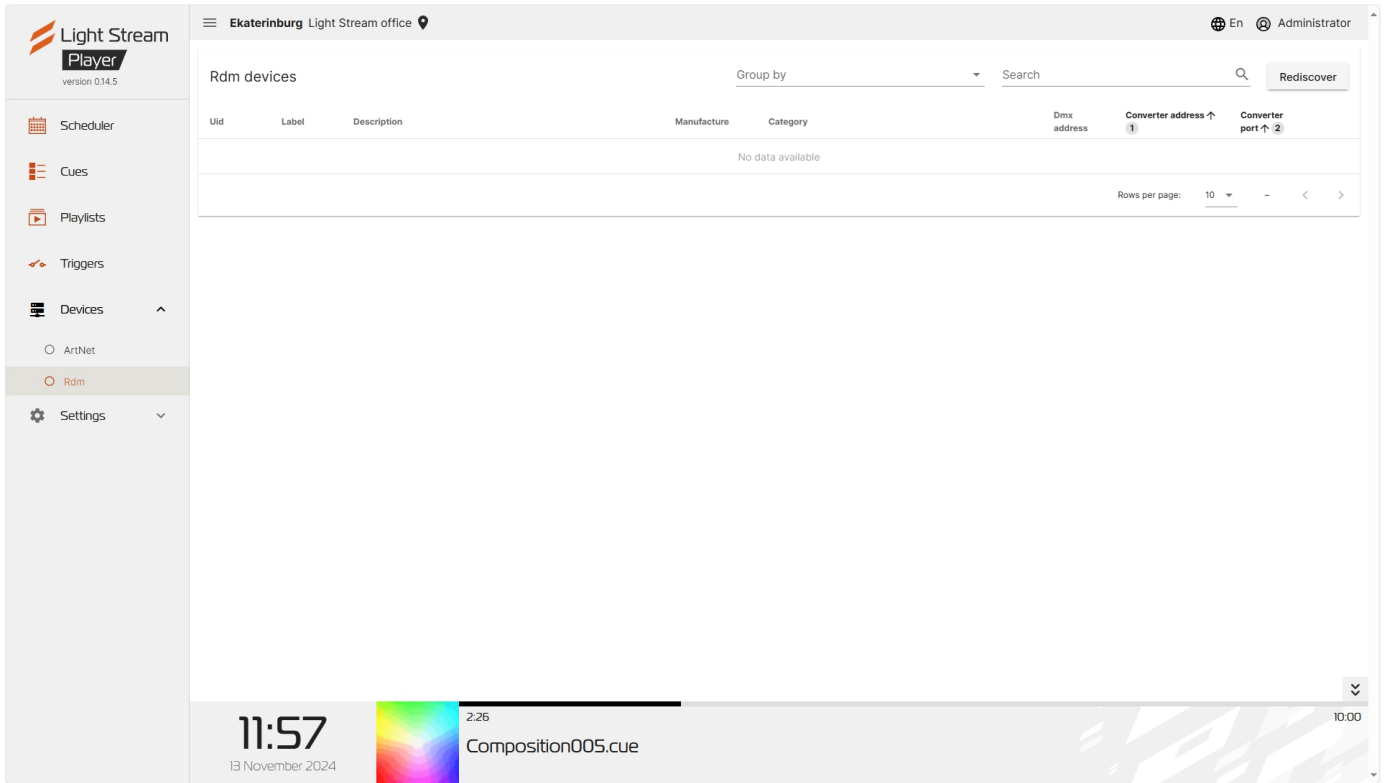 Light Stream
Player
version 0.14.5
Ekaterinburg Light Stream office
En Administrator
Scheduler
Cues
Playlists
Triggers
Devices
ArtNet
Rdm
Settings
Rdm devices
Group by
Search
Rediscover
Uid Label Description Manufacture Category Dmx address Converter address 1 Converter port 2
No data available
Rows per page: 10 –
11:57
13 November 2024
2:26 10:00
Composition005.cue